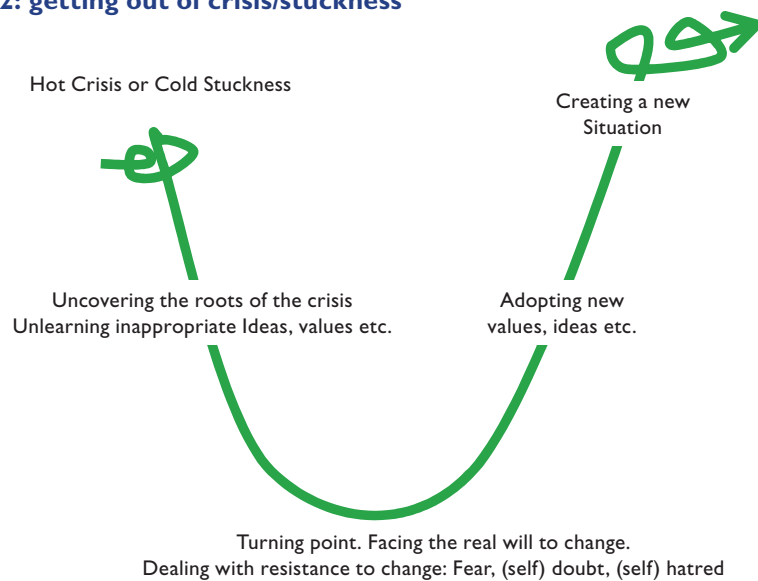 2: getting out of crisis/stuckness
Hot Crisis or Cold Stuckness
Creating a new
Situation
Uncovering the roots of the crisis
Unlearning inappropriate Ideas, values etc.
Adopting new
values, ideas etc.
Turning point. Facing the real will to change.
Dealing with resistance to change: Fear, (self) doubt, (self) hatred